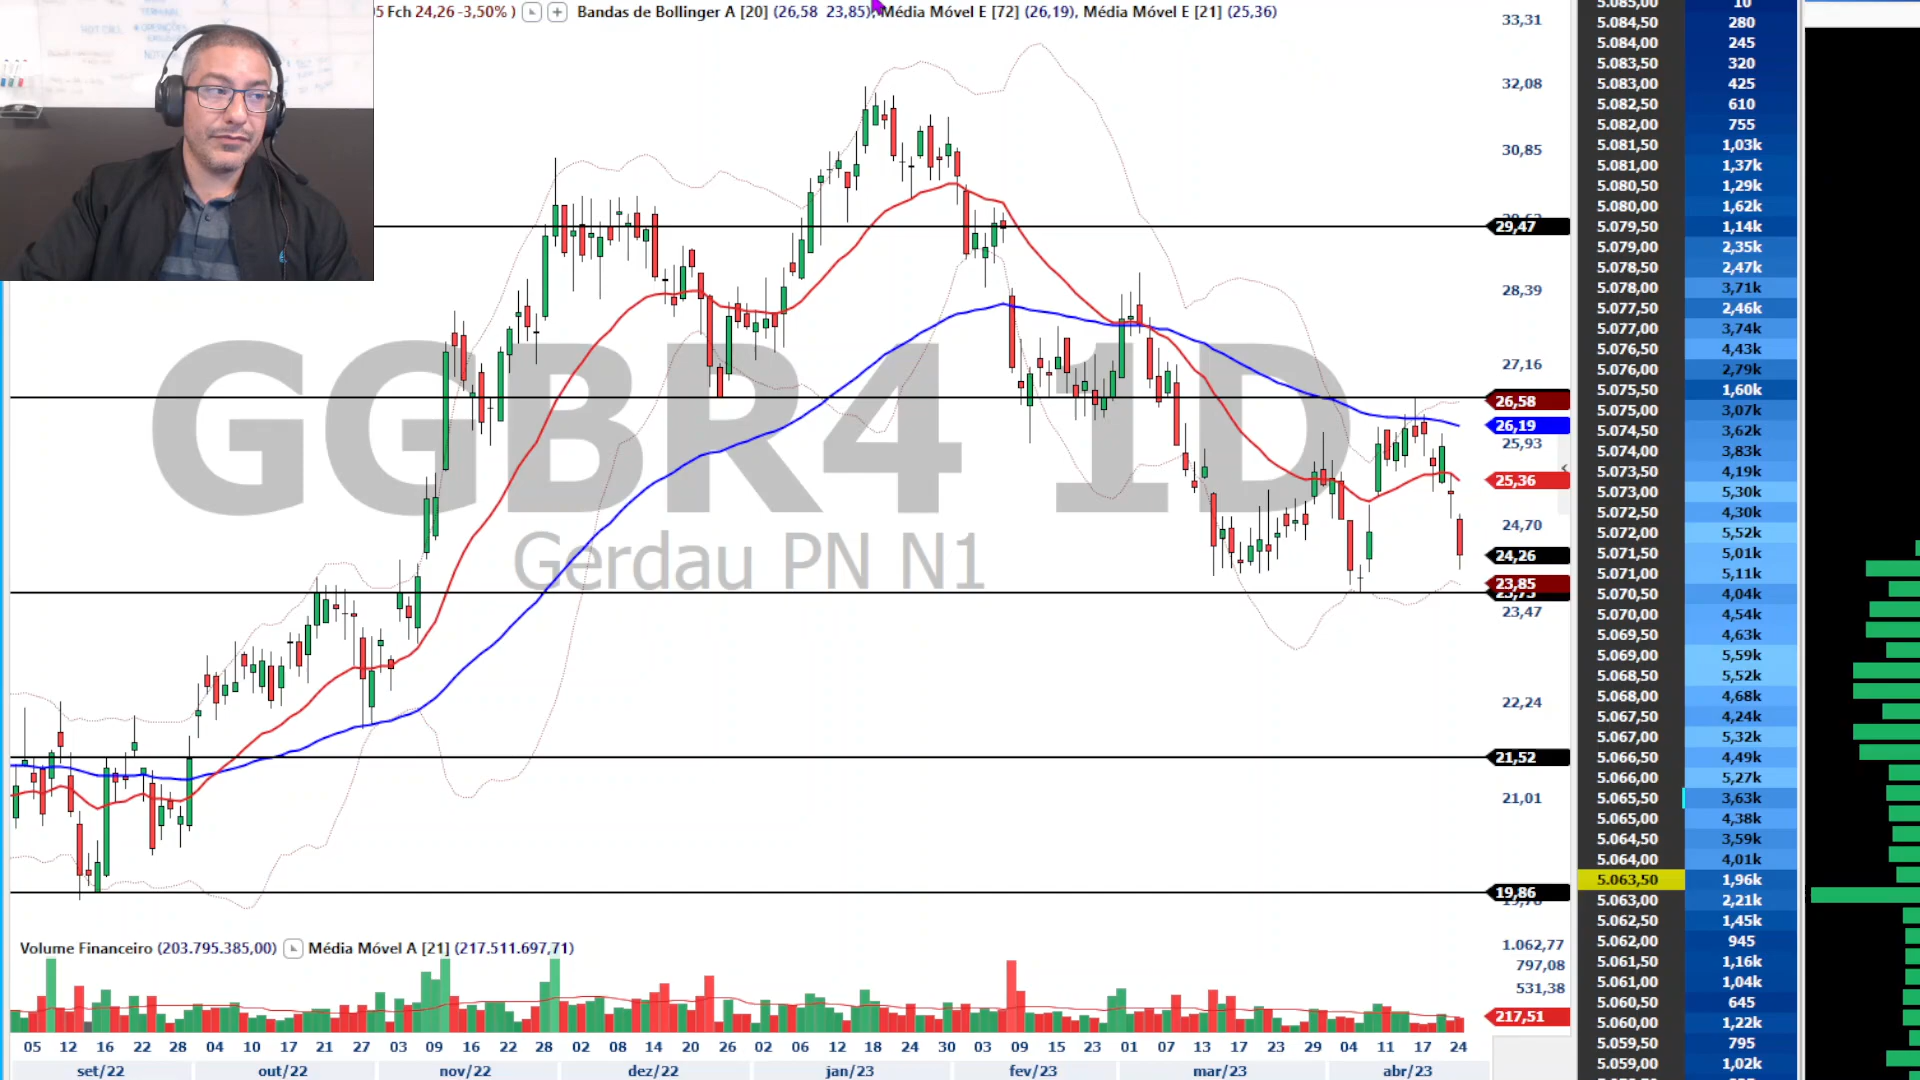 05 Fch 24,26 -3,50% ) Bandas de Bollinger A [20] (26,58 23,85), Média Móvel E [72] (26,19), Média Móvel E [21] (25,36)
GGBR4 1D
Gerdau PN N1
33,31
32,08
30,85
29,47
28,39
27,16
26,58
26,19
25,93
25,36
24,70
24,26
23,85
23,47
22,24
21,52
21,01
19,86
Volume Financeiro (203.795.385,00) Média Móvel A [21] (217.511.697,71)
1.062,77
797,08
531,38
217,51
05 12 16 22 28 04 10 17 21 27 03 09 16 22 28 02 08 14 20 26 02 06 12 18 24 30 03 09 15 23 01 07 13 17 23 29 04 11 17 24
set/22 out/22 nov/22 dez/22 jan/23 fev/23 mar/23 abr/23
5.085,00 10
5.084,50 280
5.084,00 245
5.083,50 320
5.083,00 425
5.082,50 610
5.082,00 755
5.081,50 1,03k
5.081,00 1,37k
5.080,50 1,29k
5.080,00 1,62k
5.079,50 1,14k
5.079,00 2,35k
5.078,50 2,47k
5.078,00 3,71k
5.077,50 2,46k
5.077,00 3,74k
5.076,50 4,43k
5.076,00 2,79k
5.075,50 1,60k
5.075,00 3,07k
5.074,50 3,62k
5.074,00 3,83k
5.073,50 4,19k
5.073,00 5,30k
5.072,50 4,30k
5.072,00 5,52k
5.071,50 5,01k
5.071,00 5,11k
5.070,50 4,04k
5.070,00 4,54k
5.069,50 4,63k
5.069,00 5,59k
5.068,50 5,52k
5.068,00 4,68k
5.067,50 4,24k
5.067,00 5,32k
5.066,50 4,49k
5.066,00 5,27k
5.065,50 3,63k
5.065,00 4,38k
5.064,50 3,59k
5.064,00 4,01k
5.063,50 1,96k
5.063,00 2,21k
5.062,50 1,45k
5.062,00 945
5.061,50 1,16k
5.061,00 1,04k
5.060,50 645
5.060,00 1,22k
5.059,50 795
5.059,00 1,02k